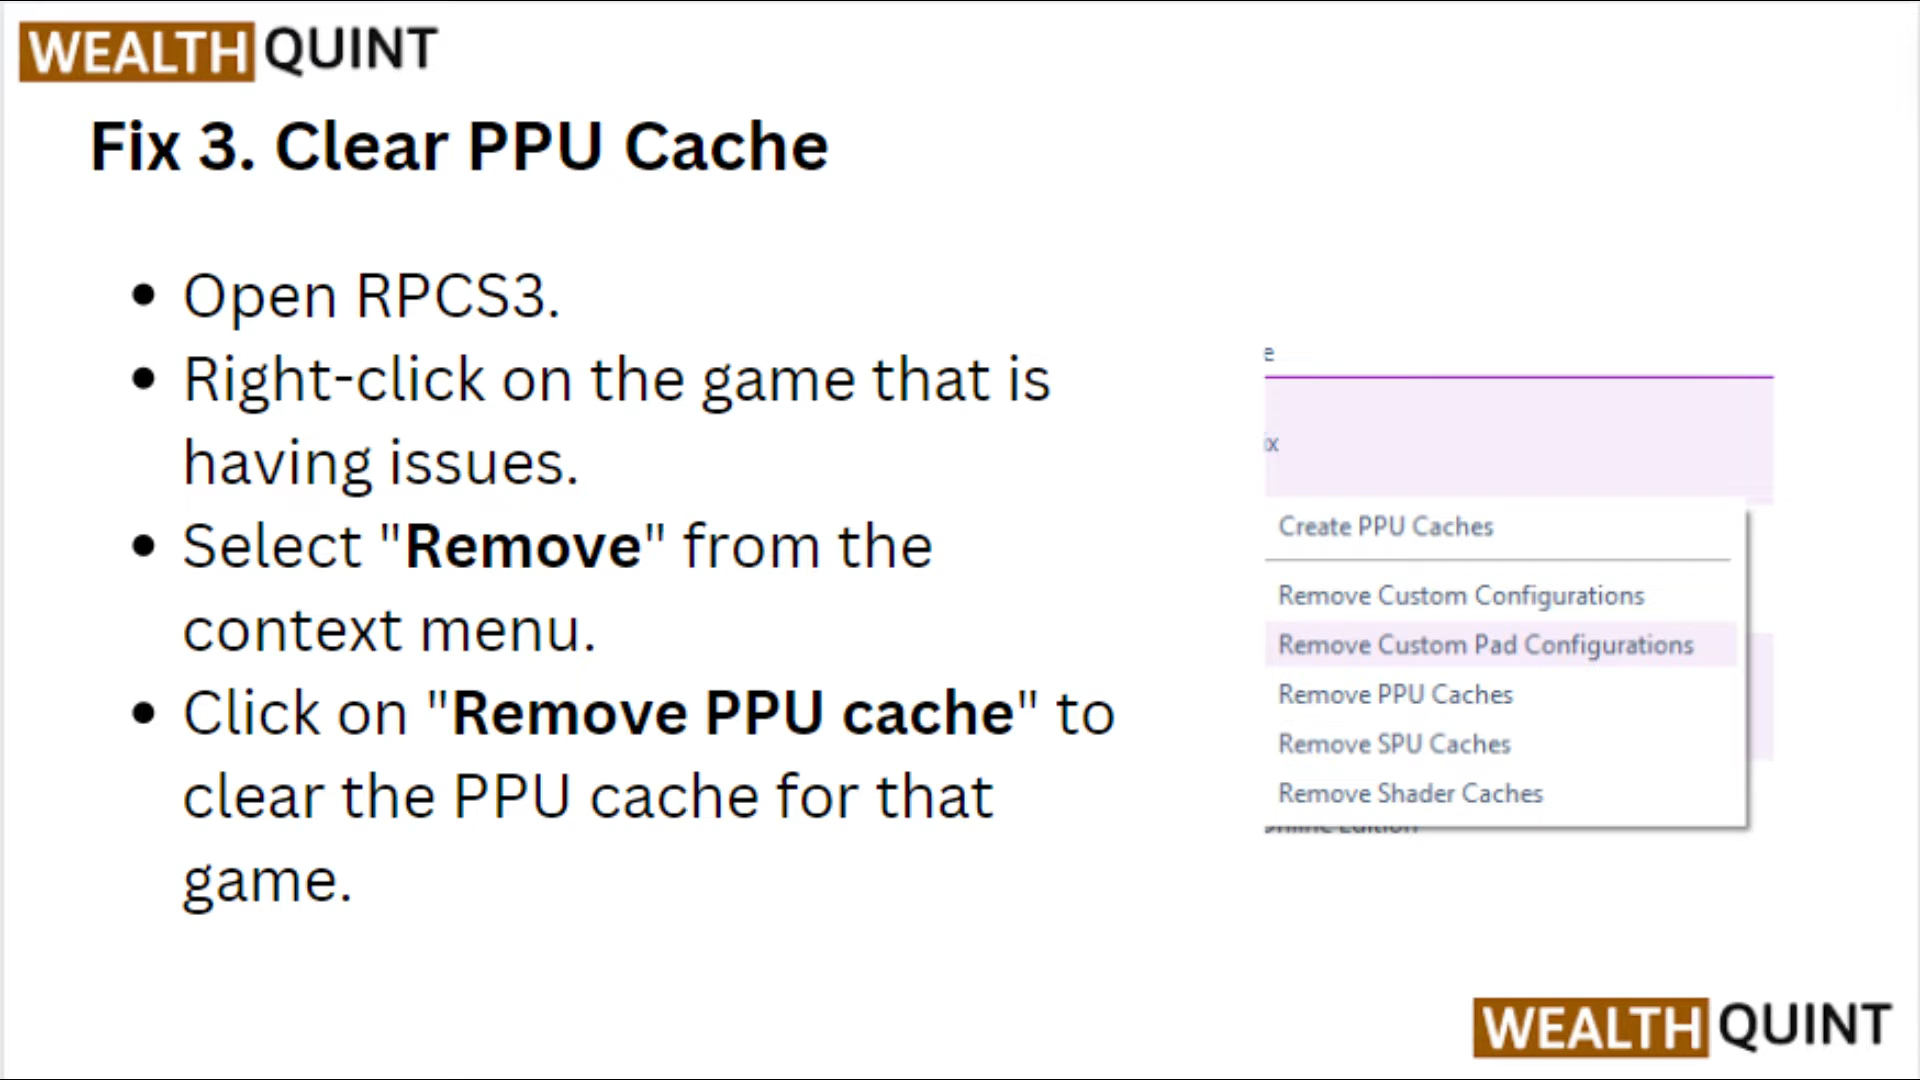 WEALTH QUINT
Fix 3. Clear PPU Cache
• Open RPCS3.
• Right-click on the game that is
having issues.
• Select "Remove" from the
context menu.
• Click on "Remove PPU cache" to
clear the PPU cache for that
game.
e
ix
Create PPU Caches
Remove Custom Configurations
Remove Custom Pad Configurations
Remove PPU Caches
Remove SPU Caches
Remove Shader Caches
Online Edition
WEALTH QUINT